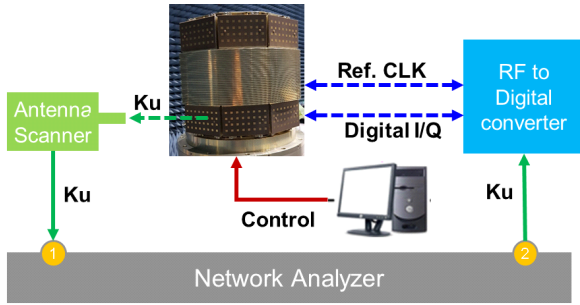 Ku
Ref. CLK
RF to
Digital
converter
Antenna
Scanner
Digital I/Q
Ku
Control
Ku
1
2
Network Analyzer